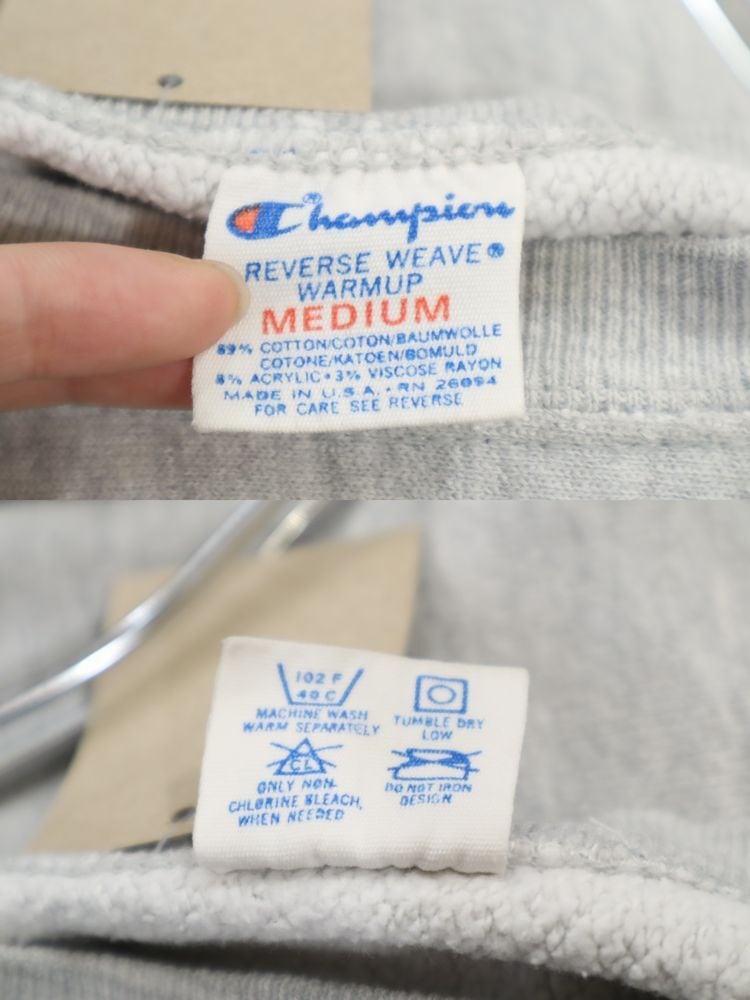 Champion®
REVERSE WEAVE®
WARMUP
MEDIUM
89% COTTON/COTON/BAUMWOLLE
COTONE/KATOEN/BOMULD
8% ACRYLIC • 3% VISCOSE RAYON
MADE IN U.S.A. • RN 26094
FOR CARE SEE REVERSE
102 F
40 C
MACHINE WASH
WARM SEPARATELY
TUMBLE DRY
LOW
CL
ONLY NON-
CHLORINE BLEACH,
WHEN NEEDED
DO NOT IRON
DESIGN